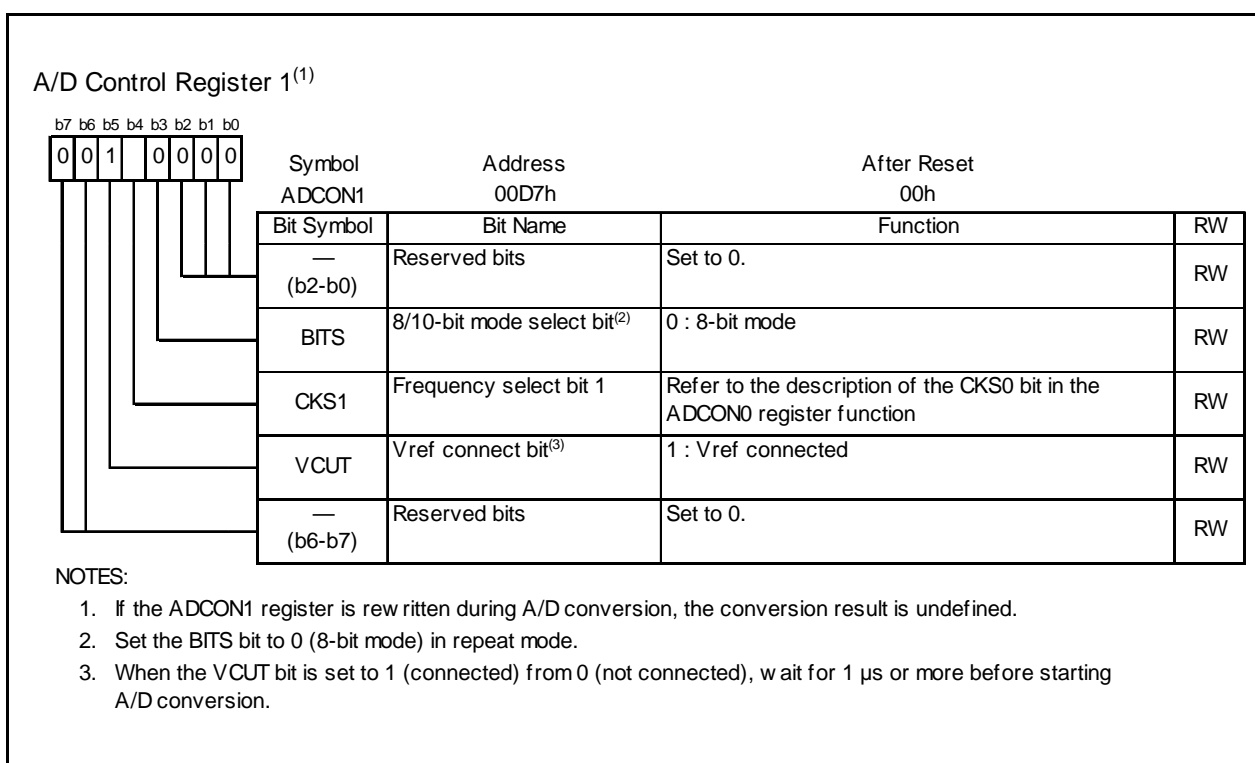 A/D Control Register 1(1)
b7 b6 b5 b4 b3 b2 b1 b0
0 0 1 0 0 0 0
Symbol Address After Reset
ADCON1 00D7h 00h
Bit Symbol Bit Name Function RW
— (b2-b0) Reserved bits Set to 0. RW
BITS 8/10-bit mode select bit(2) 0 : 8-bit mode RW
CKS1 Frequency select bit 1 Refer to the description of the CKS0 bit in the ADCON0 register function RW
VCUT Vref connect bit(3) 1 : Vref connected RW
— (b6-b7) Reserved bits Set to 0. RW
NOTES:
1. If the ADCON1 register is rewritten during A/D conversion, the conversion result is undefined.
2. Set the BITS bit to 0 (8-bit mode) in repeat mode.
3. When the VCUT bit is set to 1 (connected) from 0 (not connected), wait for 1 µs or more before starting
A/D conversion.